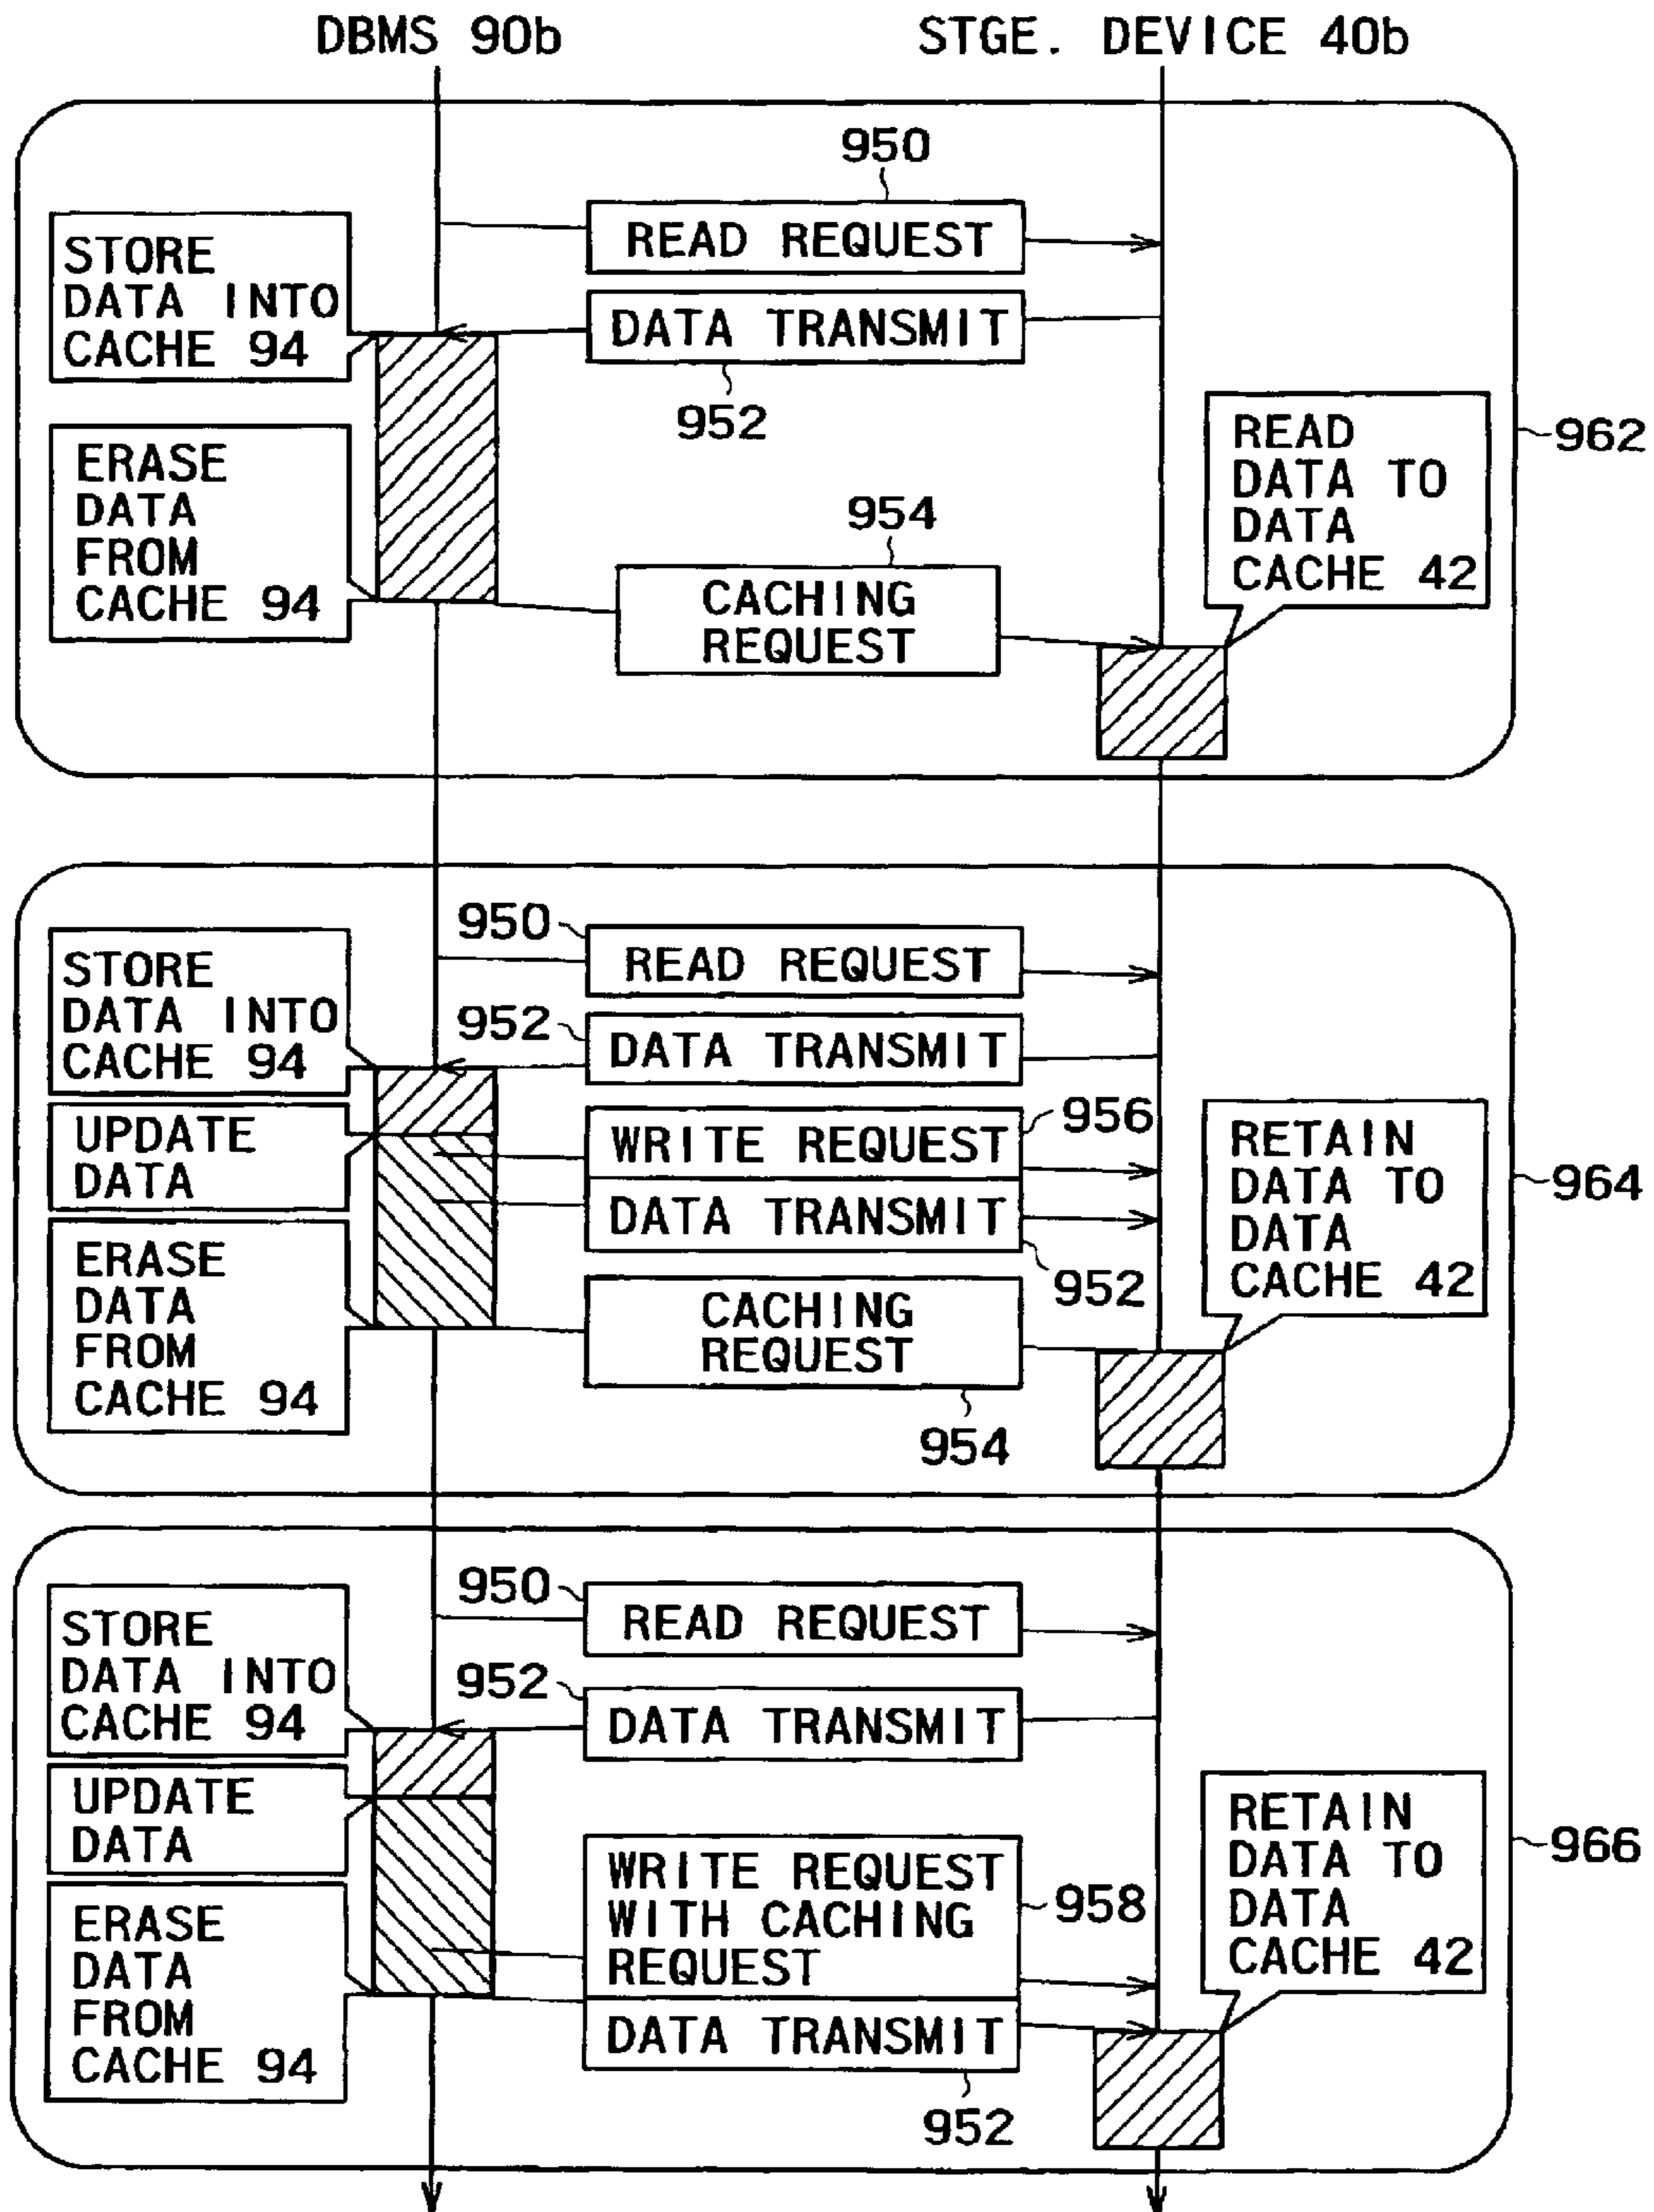 DBMS 90b
STGE. DEVICE 40b
950
READ REQUEST
STORE
DATA INTO
CACHE 94
DATA TRANSMIT
952
962
READ
DATA TO
DATA
CACHE 42
ERASE
DATA
FROM
CACHE 94
954
CACHING
REQUEST
950
READ REQUEST
STORE
DATA INTO
CACHE 94
952
DATA TRANSMIT
956
WRITE REQUEST
UPDATE
DATA
RETAIN
DATA TO
DATA
CACHE 42
964
DATA TRANSMIT
952
ERASE
DATA
FROM
CACHE 94
CACHING
REQUEST
954
950
READ REQUEST
STORE
DATA INTO
CACHE 94
952
DATA TRANSMIT
UPDATE
DATA
RETAIN
DATA TO
DATA
CACHE 42
966
WRITE REQUEST
WITH CACHING
REQUEST
958
ERASE
DATA
FROM
CACHE 94
DATA TRANSMIT
952